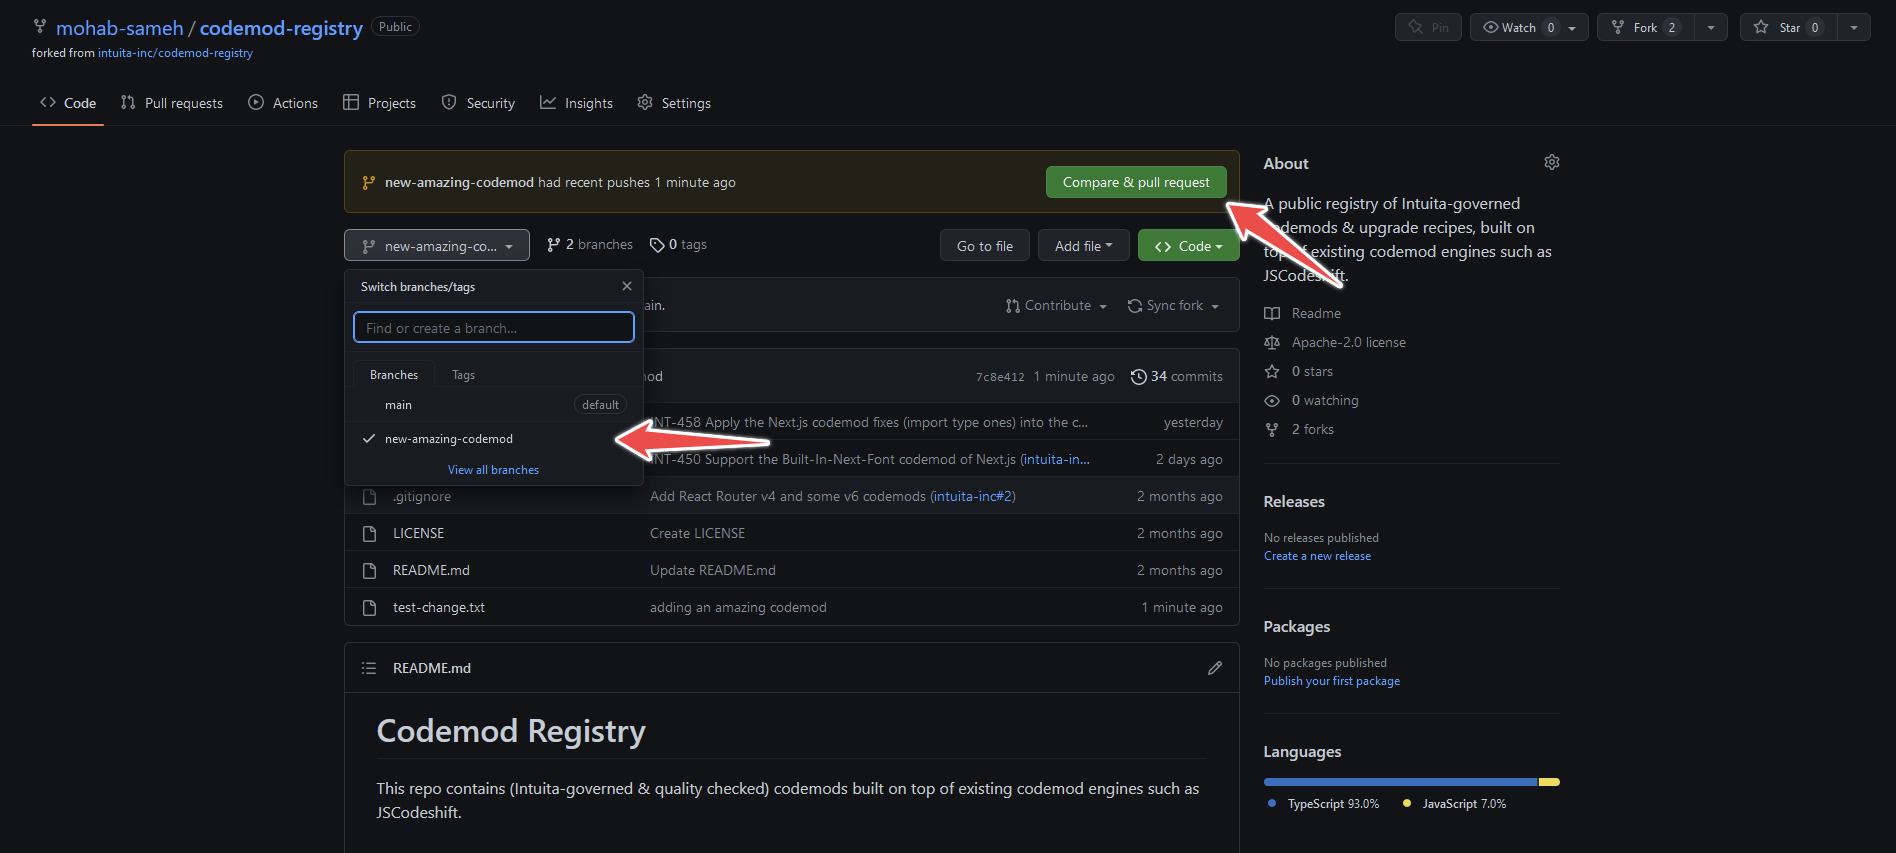 mohab-sameh / codemod-registry Public
forked from intuita-inc/codemod-registry
Pin
Watch 0
Fork 2
Star 0
Code
Pull requests
Actions
Projects
Security
Insights
Settings
new-amazing-codemod had recent pushes 1 minute ago
Compare & pull request
new-amazing-co...
2 branches
0 tags
Go to file
Add file
Code
Switch branches/tags
Find or create a branch...
Branches
Tags
main default
new-amazing-codemod
View all branches
ain.
Contribute
Sync fork
7c8e412 1 minute ago 34 commits
INT-458 Apply the Next.js codemod fixes (import type ones) into the c... yesterday
INT-450 Support the Built-In-Next-Font codemod of Next.js (intuita-in... 2 days ago
.gitignore Add React Router v4 and some v6 codemods (intuita-inc#2) 2 months ago
LICENSE Create LICENSE 2 months ago
README.md Update README.md 2 months ago
test-change.txt adding an amazing codemod 1 minute ago
README.md
Codemod Registry
This repo contains (Intuita-governed & quality checked) codemods built on top of existing codemod engines such as
JSCodeshift.
About
A public registry of Intuita-governed
codemods & upgrade recipes, built on
top of existing codemod engines such as
JSCodeshift.
Readme
Apache-2.0 license
0 stars
0 watching
2 forks
Releases
No releases published
Create a new release
Packages
No packages published
Publish your first package
Languages
TypeScript 93.0%
JavaScript 7.0%